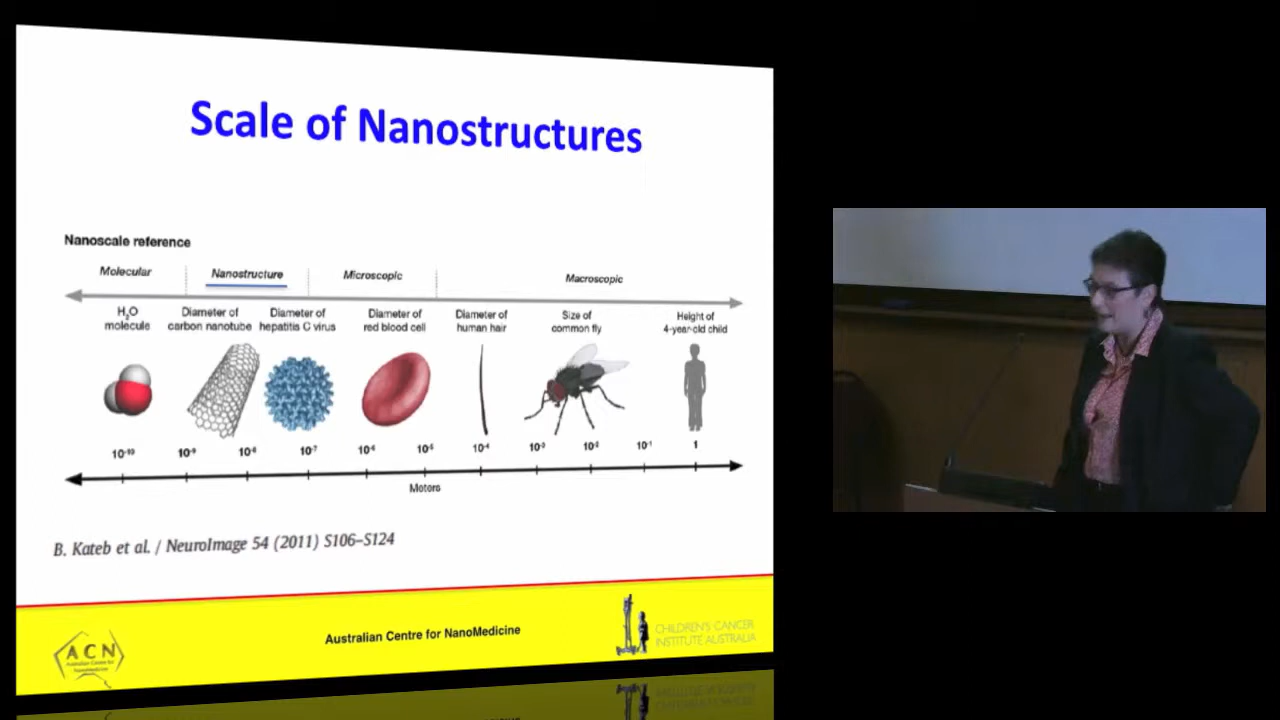 Scale of Nanostructures
Nanoscale reference
Molecular
Nanostructure
Microscopic
Macroscopic
H₂O
molecule
Diameter of
carbon nanotube
Diameter of
hepatitis C virus
Diameter of
red blood cell
Diameter of
human hair
Size of
common fly
Height of
4-year-old child
10⁻¹⁰ 10⁻⁹ 10⁻⁸ 10⁻⁷ 10⁻⁶ 10⁻⁵ 10⁻⁴ 10⁻³ 10⁻² 10⁻¹ 1
Meters
B. Kateb et al. / NeuroImage 54 (2011) S106–S124
ACN
Australian Centre for
NanoMedicine
Australian Centre for NanoMedicine
CHILDREN'S CANCER
INSTITUTE AUSTRALIA